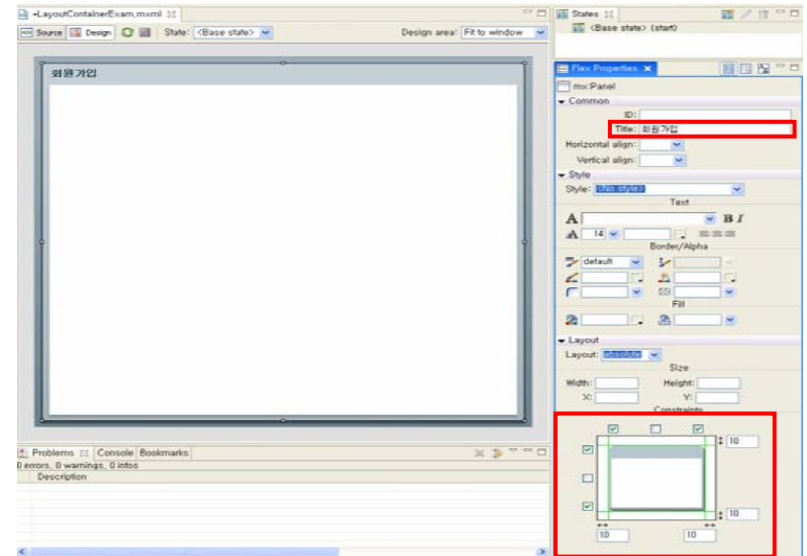 *LayoutContainerExam.mxml
Source Design State: <Base state> Design area: Fit to window
회원가입
Problems Console Bookmarks
0 errors, 0 warnings, 0 infos
Description
States
<Base state> (start)
Flex Properties
mx:Panel
Common
ID:
Title: 회원가입
Horizontal align:
Vertical align:
Style
Style: <No style>
Text
A B I
A 14
Border/Alpha
default
Fill
Layout
Layout: absolute
Size
Width: Height:
X: Y:
Constraints
10
10
10 10